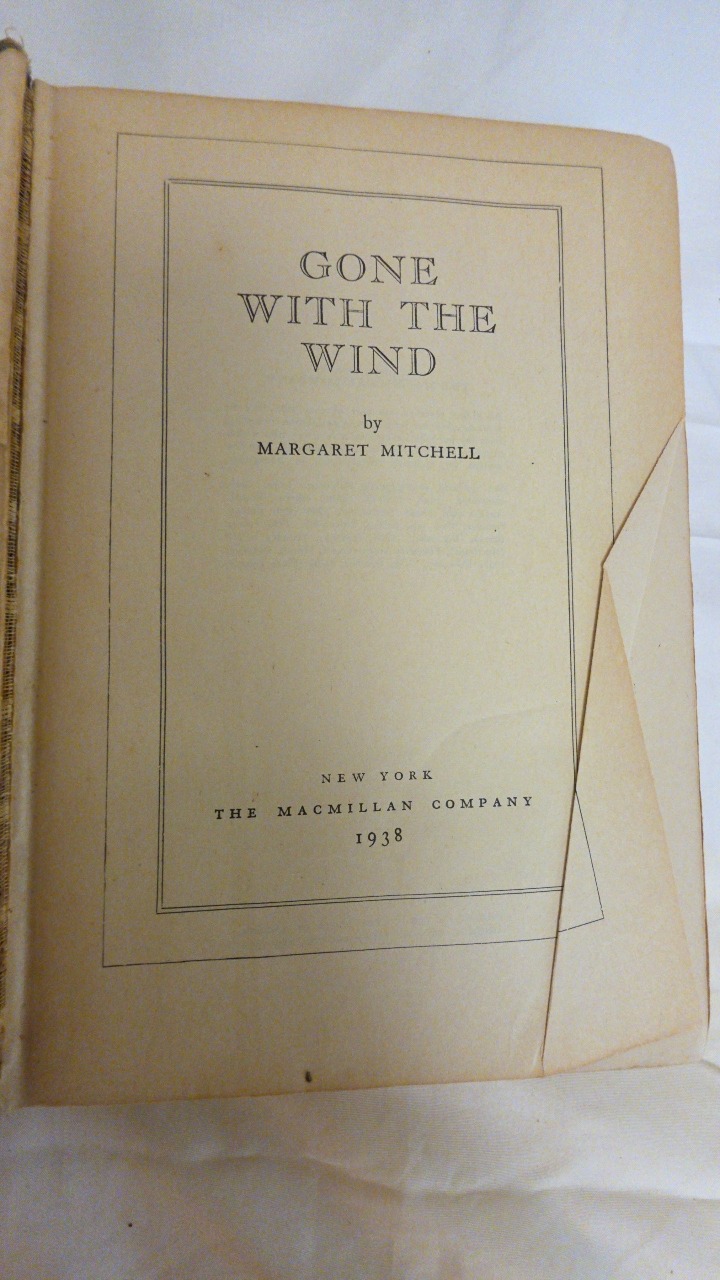 GONE
WITH THE
WIND
by
MARGARET MITCHELL
NEW YORK
THE MACMILLAN COMPANY
1938